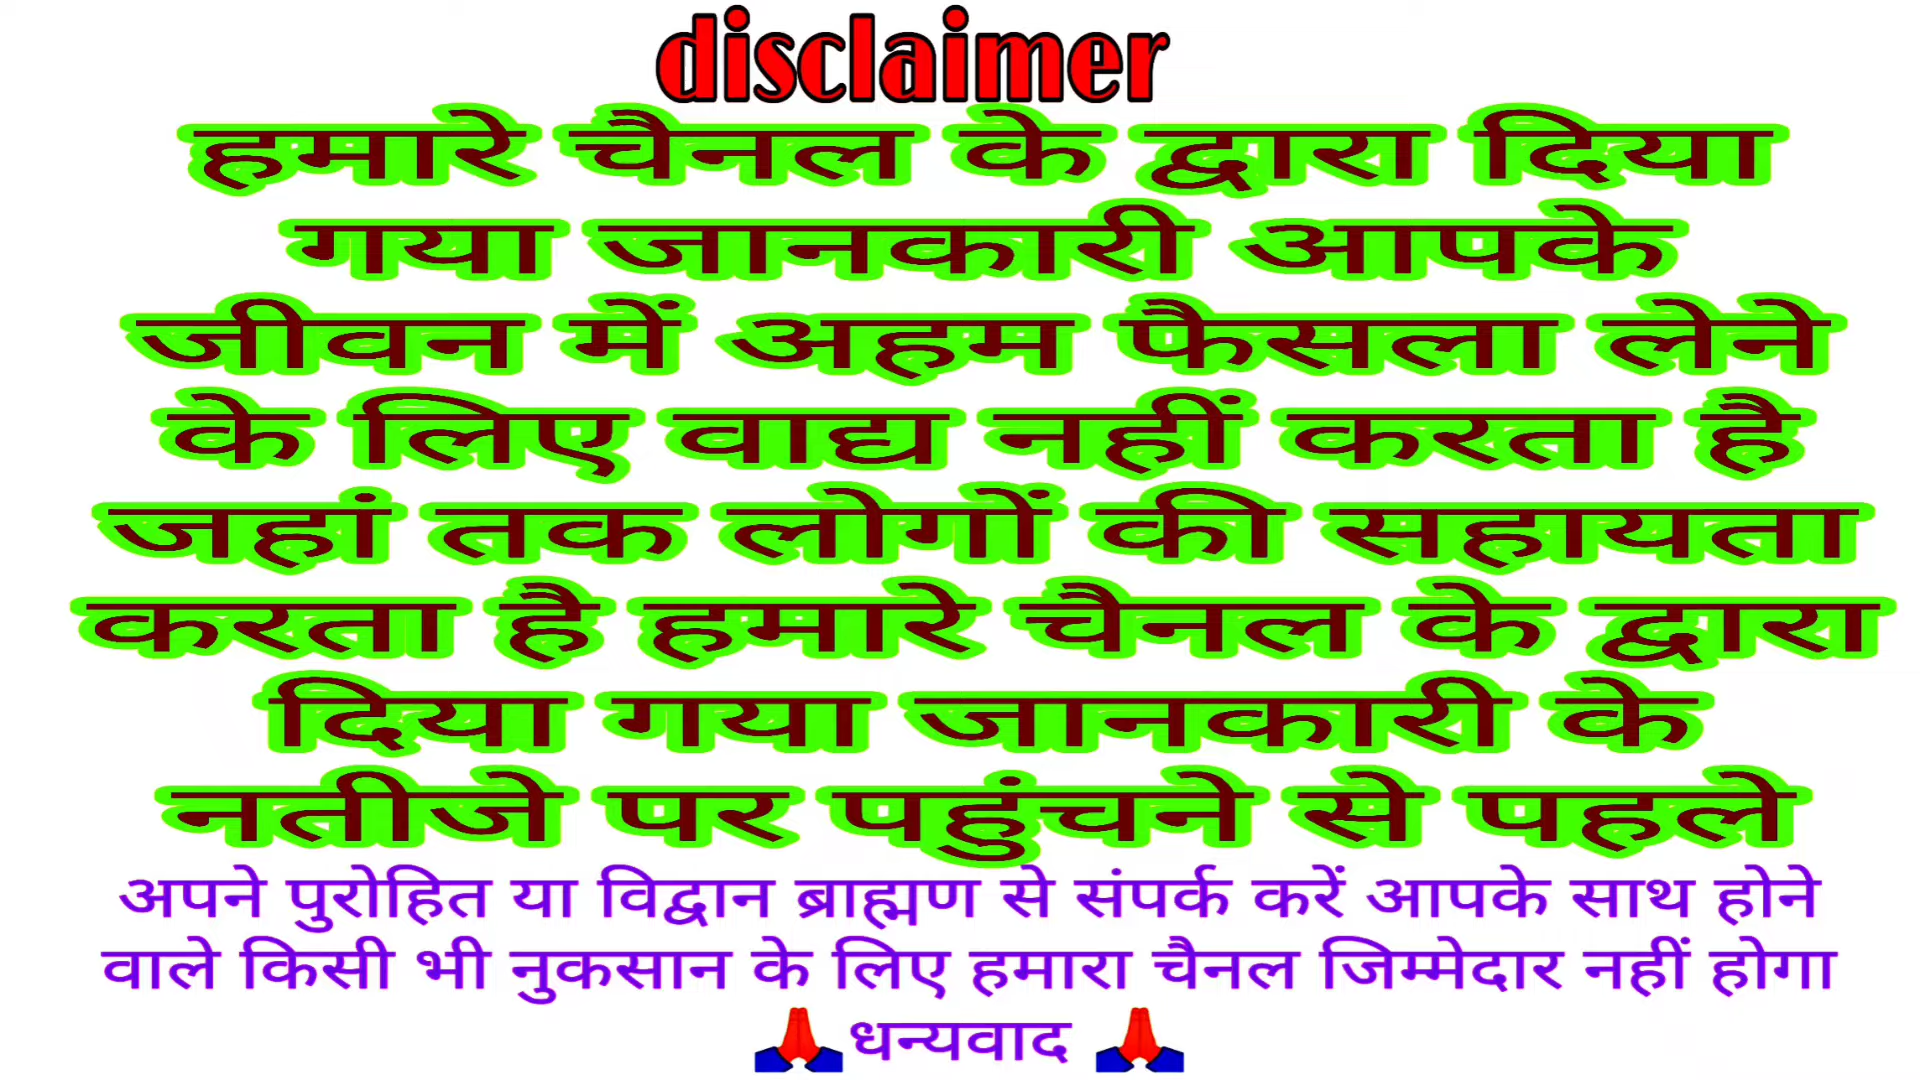 disclaimer
हमारे चैनल के द्वारा दिया
गया जानकारी आपके
जीवन में अहम फैसला लेने
के लिए वाद्य नहीं करता है
जहां तक लोगों की सहायता
करता है हमारे चैनल के द्वारा
दिया गया जानकारी के
नतीजे पर पहुंचने से पहले
अपने पुरोहित या विद्वान ब्राह्मण से संपर्क करें आपके साथ होने
वाले किसी भी नुकसान के लिए हमारा चैनल जिम्मेदार नहीं होगा
🙏धन्यवाद 🙏